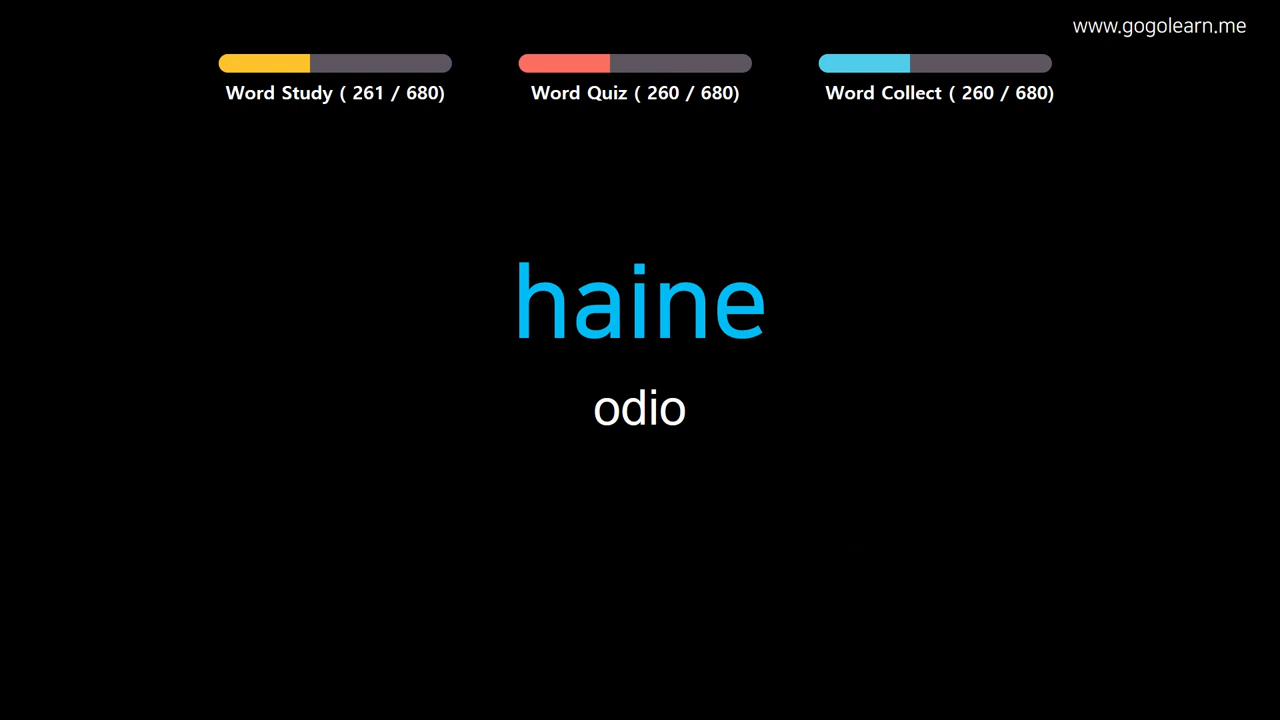 www.gogolearn.me
Word Study ( 261 / 680)
Word Quiz ( 260 / 680)
Word Collect ( 260 / 680)
haine
odio